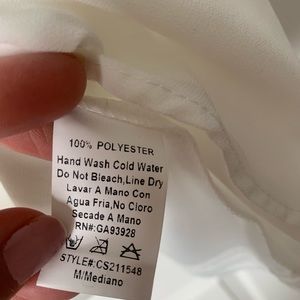 100% POLYESTER
Hand Wash Cold Water
Do Not Bleach,Line Dry
Lavar A Mano Con
Agua Fria,No Cloro
Secade A Mano
RN#:GA93928
STYLE#:CS211548
M/Mediano